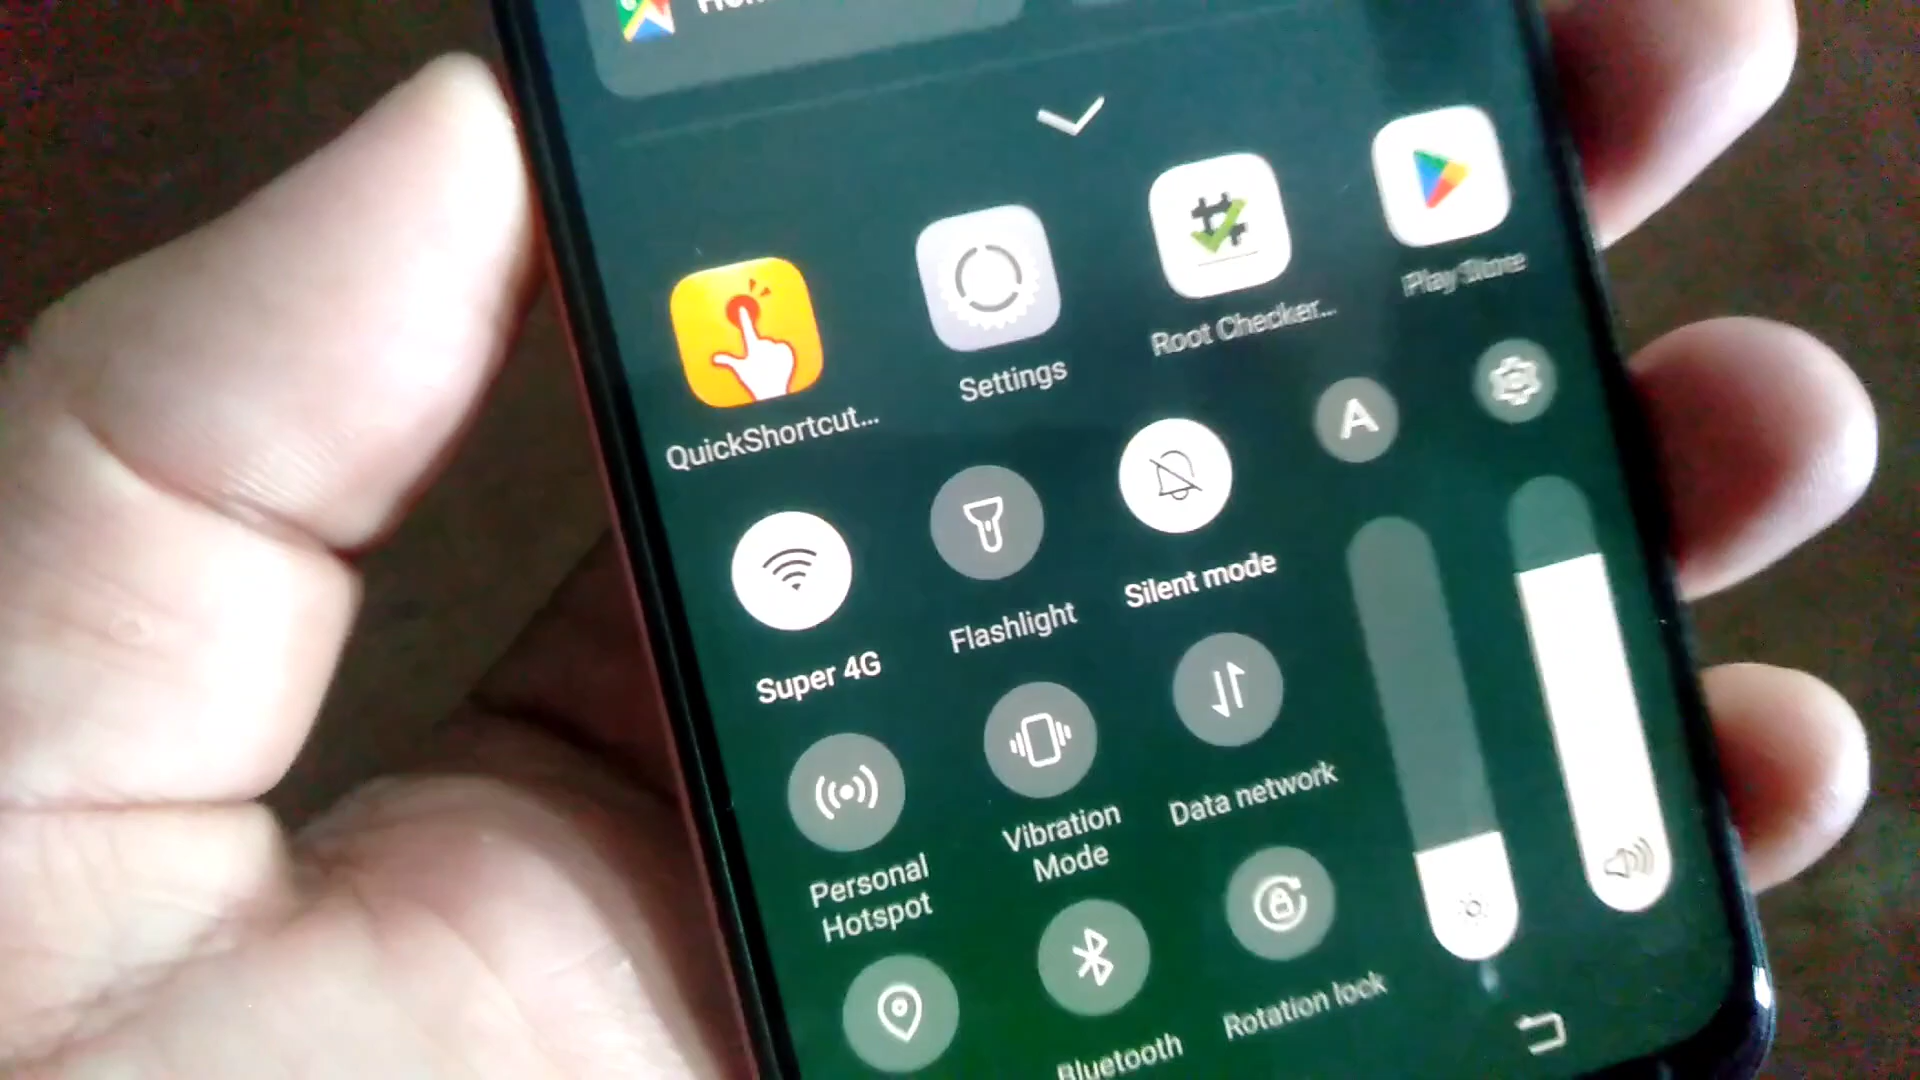 QuickShortcut...
Settings
Root Checker...
Play Store
A
Super 4G
Flashlight
Silent mode
Personal
Hotspot
Vibration
Mode
Data network
Bluetooth
Rotation lock